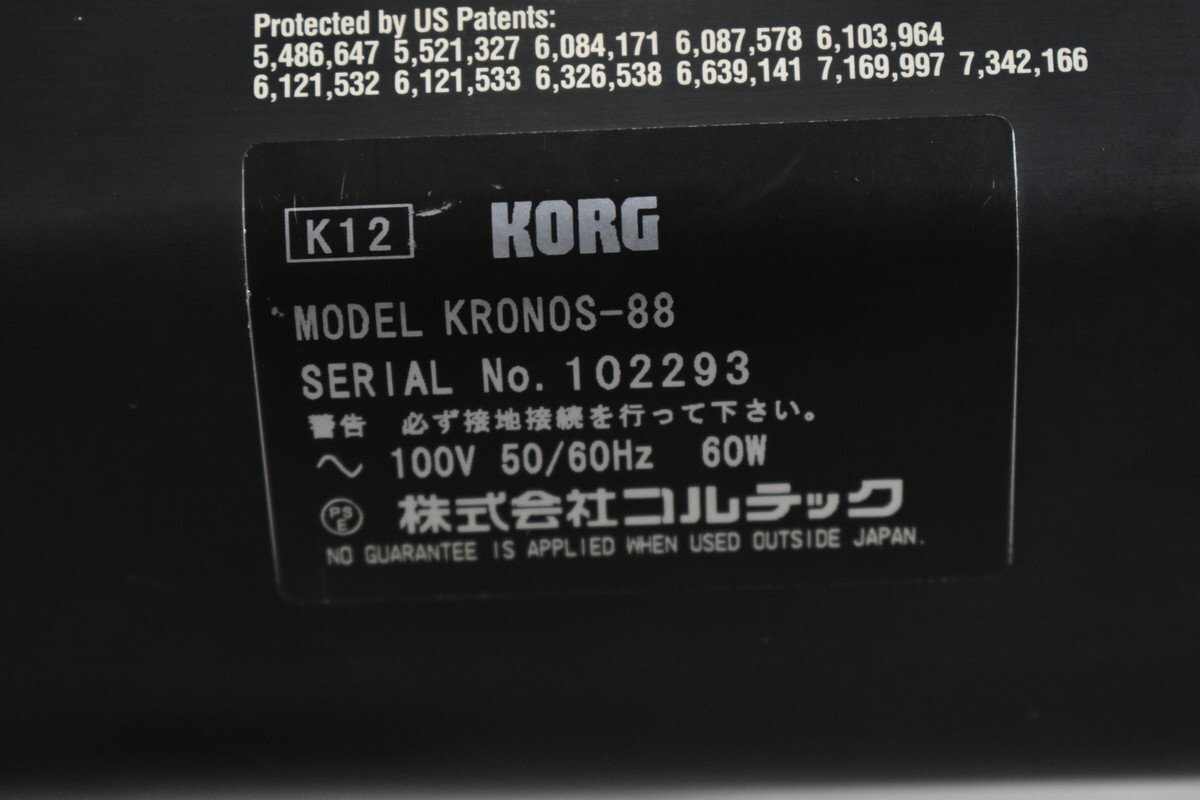 Protected by US Patents:
5,486,647 5,521,327 6,084,171 6,087,578 6,103,964
6,121,532 6,121,533 6,326,538 6,639,141 7,169,997 7,342,166
K12 KORG
MODEL KRONOS-88
SERIAL No. 102293
警告 必ず接地接続を行って下さい。
〜 100V 50/60Hz 60W
PSE 株式会社コルテック
NO GUARANTEE IS APPLIED WHEN USED OUTSIDE JAPAN.